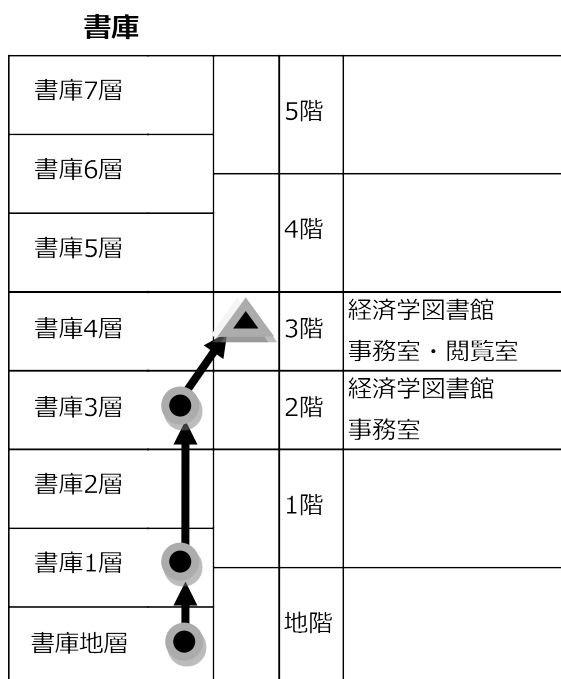 書庫
書庫7層
5階
書庫6層
4階
書庫5層
書庫4層
3階
経済学図書館
事務室・閲覧室
書庫3層
2階
経済学図書館
事務室
書庫2層
1階
書庫1層
書庫地層
地階